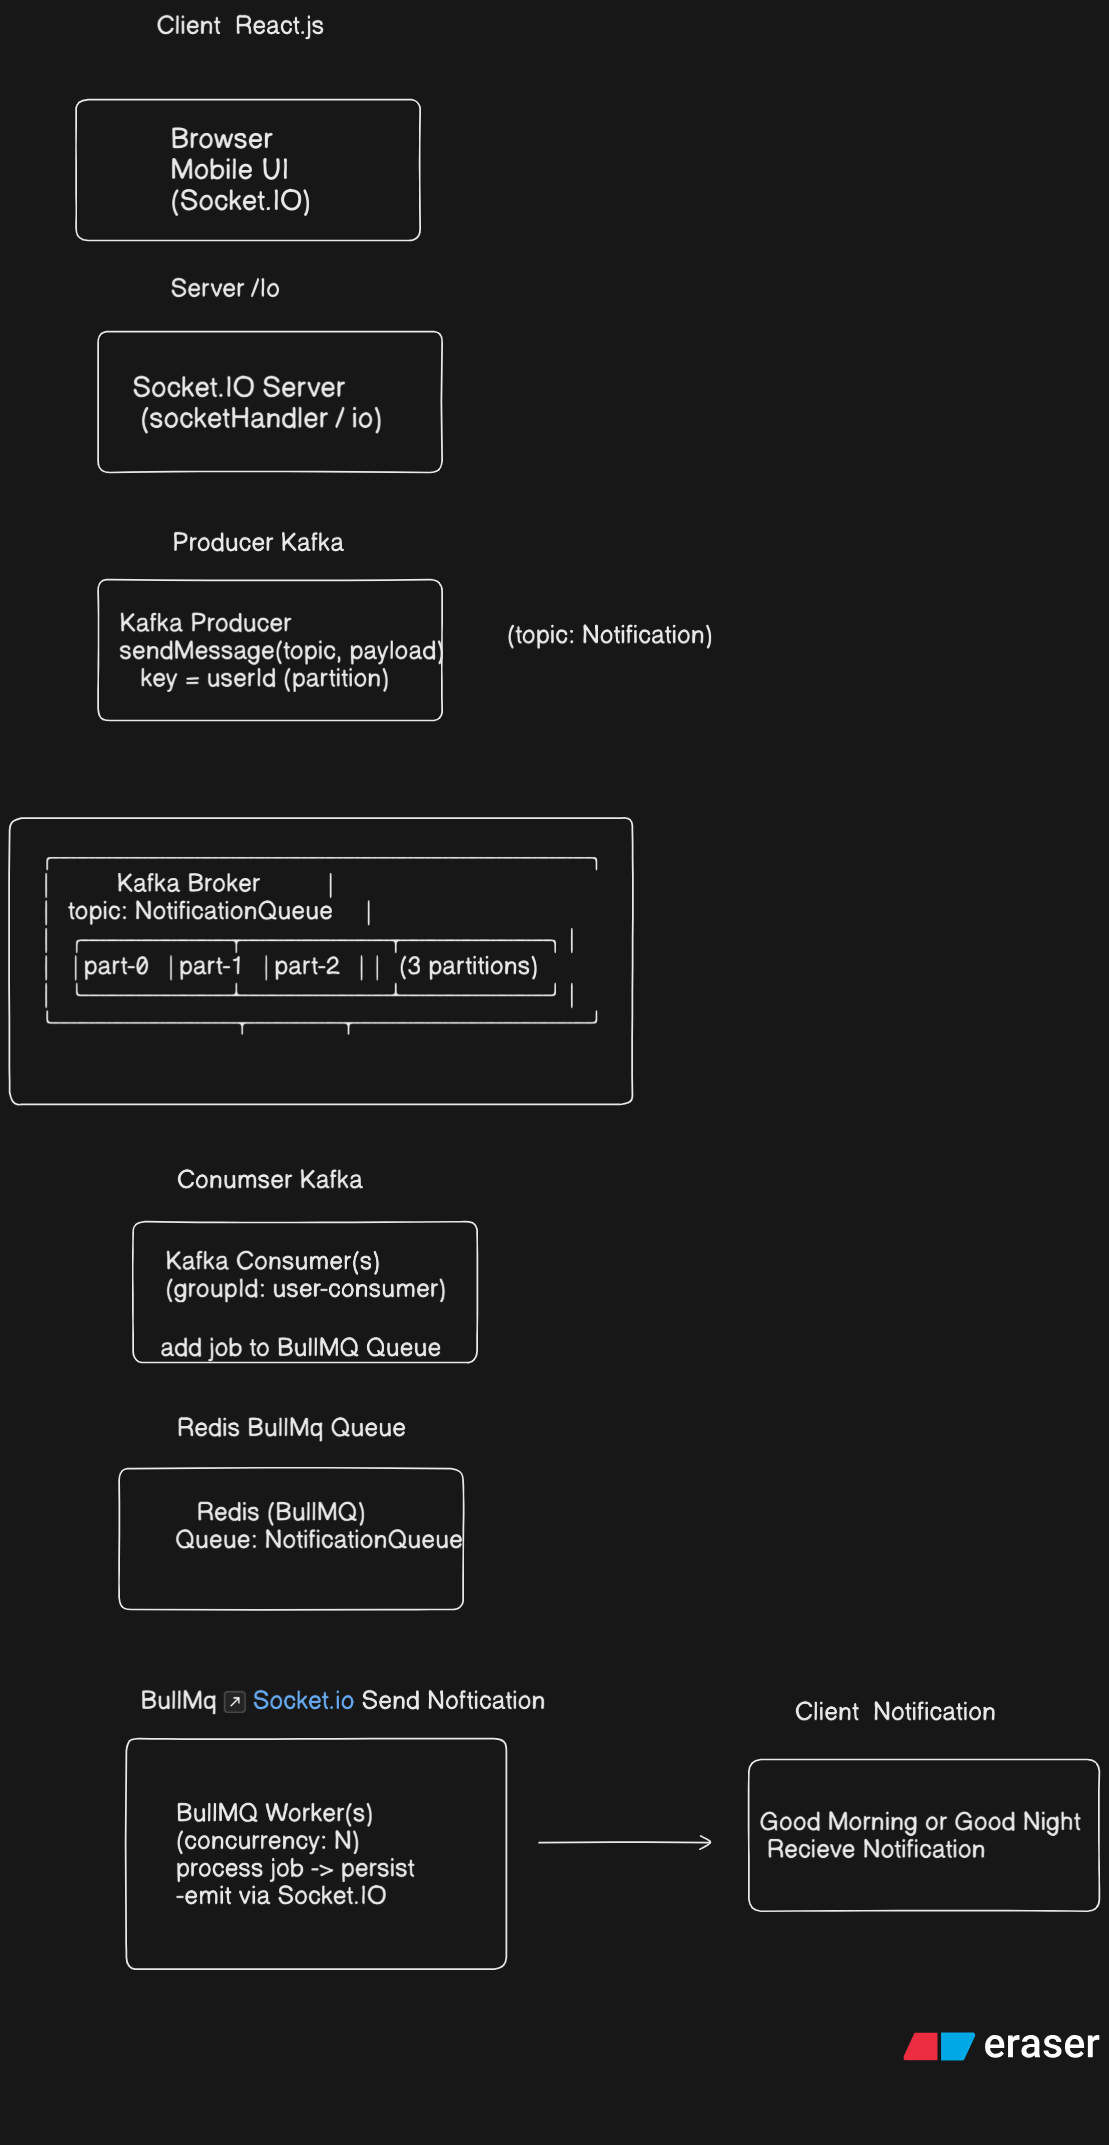 Client  React.js
Browser
Mobile UI
(Socket.IO)
Server /Io
Socket.IO Server
(socketHandler / io)
Producer Kafka
Kafka Producer
sendMessage(topic, payload)
key = userId (partition)
(topic: Notification)
Kafka Broker
topic: NotificationQueue
part-0 |part-1 |part-2 || (3 partitions)
Conumser Kafka
Kafka Consumer(s)
(groupId: user-consumer)
add job to BullMQ Queue
Redis BullMq Queue
Redis (BullMQ)
Queue: NotificationQueue
BullMq Socket.io Send Noftication
BullMQ Worker(s)
(concurrency: N)
process job -> persist
-emit via Socket.IO
Client  Notification
Good Morning or Good Night
Recieve Notification
eraser